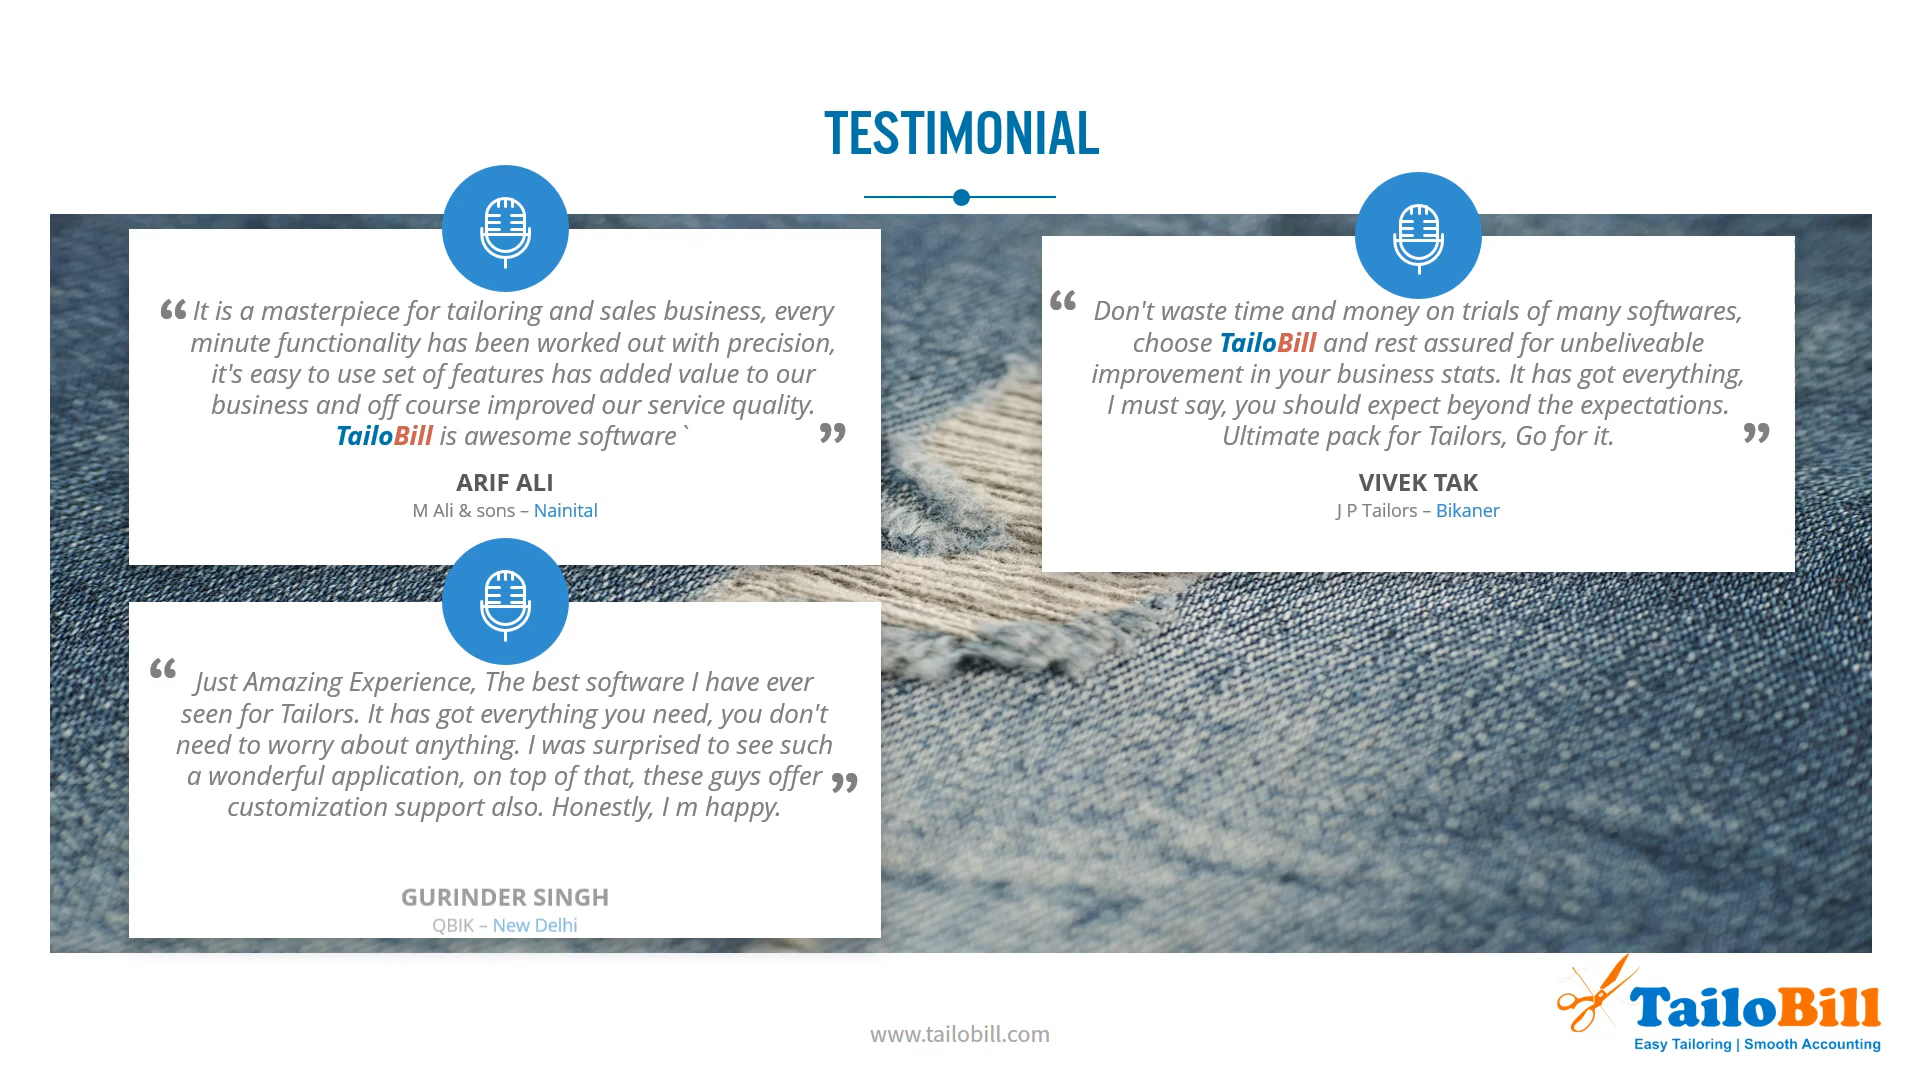 TESTIMONIAL
“ It is a masterpiece for tailoring and sales business, every
minute functionality has been worked out with precision,
it's easy to use set of features has added value to our
business and off course improved our service quality.
TailoBill is awesome software ` ”
ARIF ALI
M Ali & sons – Nainital
“ Don't waste time and money on trials of many softwares,
choose TailoBill and rest assured for unbeliveable
improvement in your business stats. It has got everything,
I must say, you should expect beyond the expectations.
Ultimate pack for Tailors, Go for it. ”
VIVEK TAK
J P Tailors – Bikaner
“ Just Amazing Experience, The best software I have ever
seen for Tailors. It has got everything you need, you don't
need to worry about anything. I was surprised to see such
a wonderful application, on top of that, these guys offer ”
customization support also. Honestly, I m happy.
GURINDER SINGH
QBIK – New Delhi
www.tailobill.com
TailoBill
Easy Tailoring | Smooth Accounting